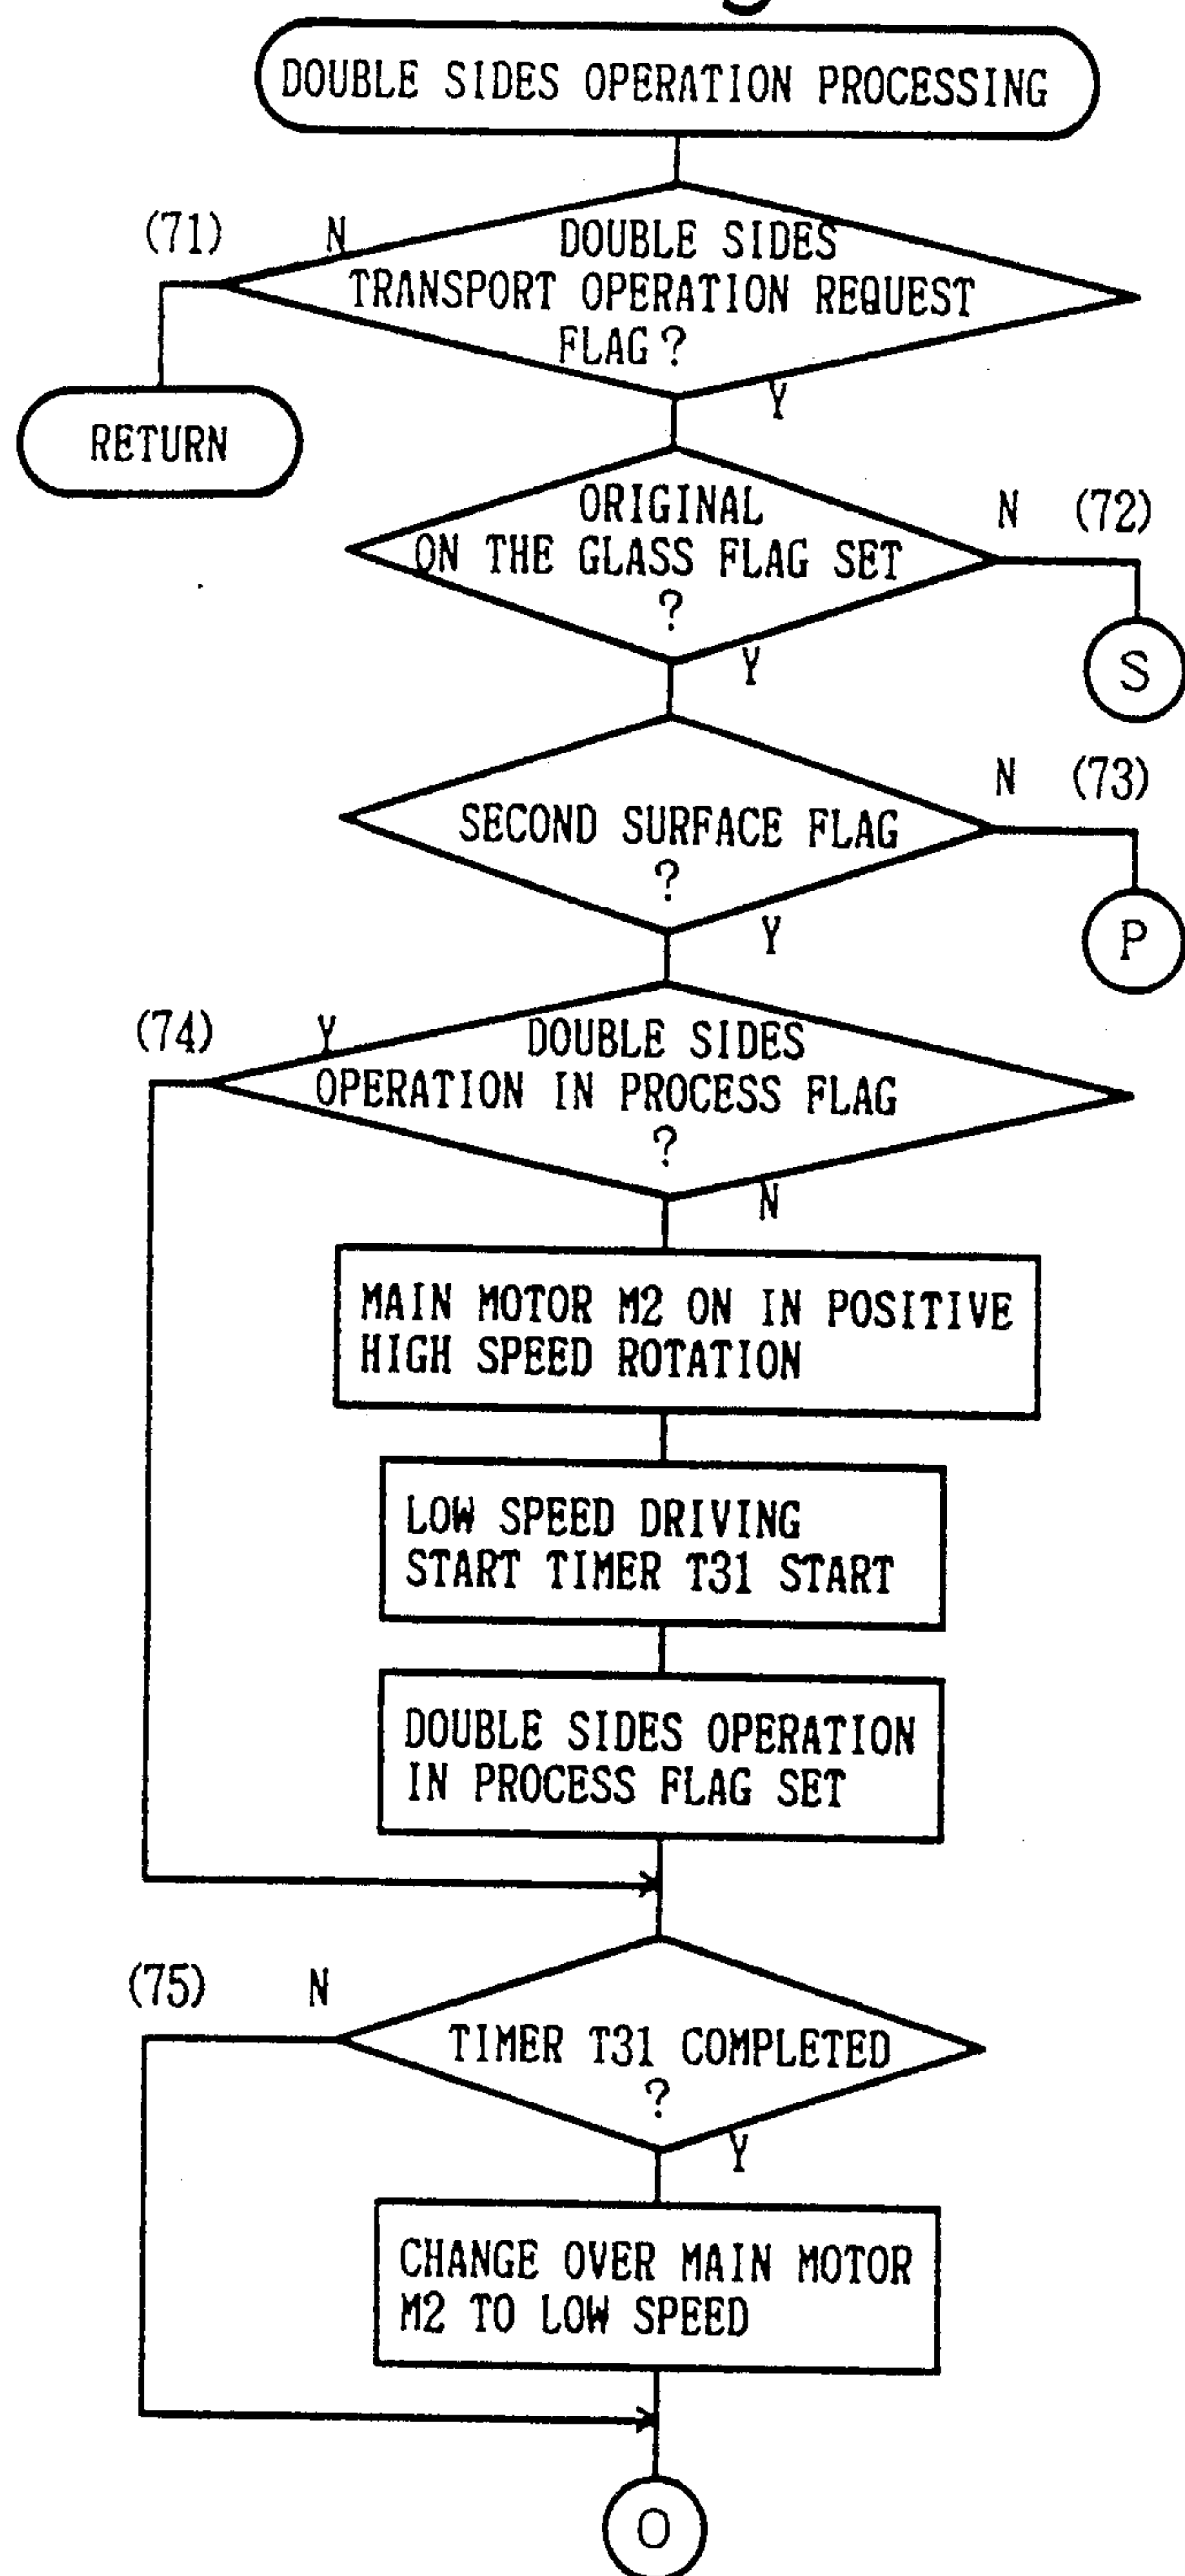 DOUBLE SIDES OPERATION PROCESSING
(71) N
DOUBLE SIDES
TRANSPORT OPERATION REQUEST
FLAG?
Y
RETURN
ORIGINAL
ON THE GLASS FLAG SET
?
N (72)
Y
S
SECOND SURFACE FLAG
?
N (73)
Y
P
(74) Y
DOUBLE SIDES
OPERATION IN PROCESS FLAG
?
N
MAIN MOTOR M2 ON IN POSITIVE
HIGH SPEED ROTATION
LOW SPEED DRIVING
START TIMER T31 START
DOUBLE SIDES OPERATION
IN PROCESS FLAG SET
(75) N
TIMER T31 COMPLETED
?
Y
CHANGE OVER MAIN MOTOR
M2 TO LOW SPEED
O